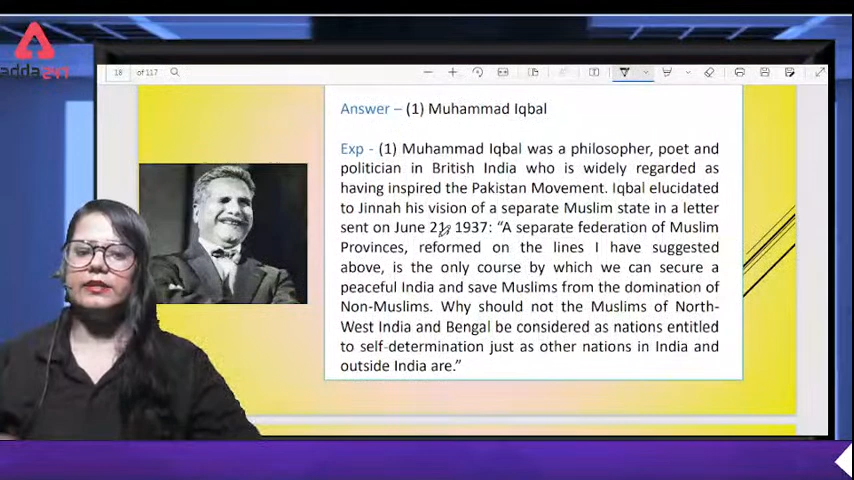 adda247
18 of 117
Answer – (1) Muhammad Iqbal
Exp - (1) Muhammad Iqbal was a philosopher, poet and
politician in British India who is widely regarded as
having inspired the Pakistan Movement. Iqbal elucidated
to Jinnah his vision of a separate Muslim state in a letter
sent on June 21, 1937: “A separate federation of Muslim
Provinces, reformed on the lines I have suggested
above, is the only course by which we can secure a
peaceful India and save Muslims from the domination of
Non-Muslims. Why should not the Muslims of North-
West India and Bengal be considered as nations entitled
to self-determination just as other nations in India and
outside India are.”